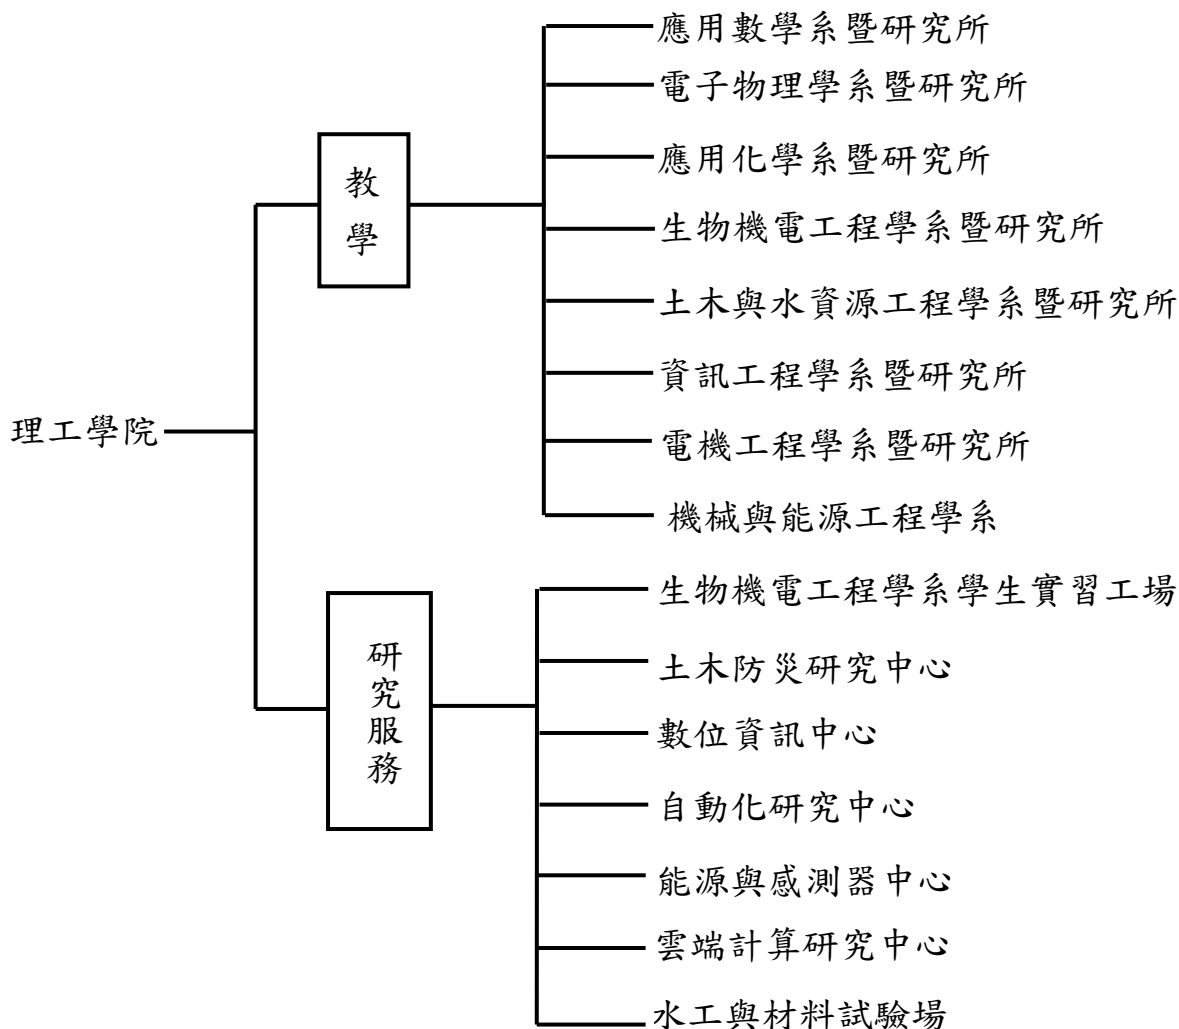 理工學院
教學
應用數學系暨研究所
電子物理學系暨研究所
應用化學系暨研究所
生物機電工程學系暨研究所
土木與水資源工程學系暨研究所
資訊工程學系暨研究所
電機工程學系暨研究所
機械與能源工程學系
研究服務
生物機電工程學系學生實習工場
土木防災研究中心
數位資訊中心
自動化研究中心
能源與感測器中心
雲端計算研究中心
水工與材料試驗場